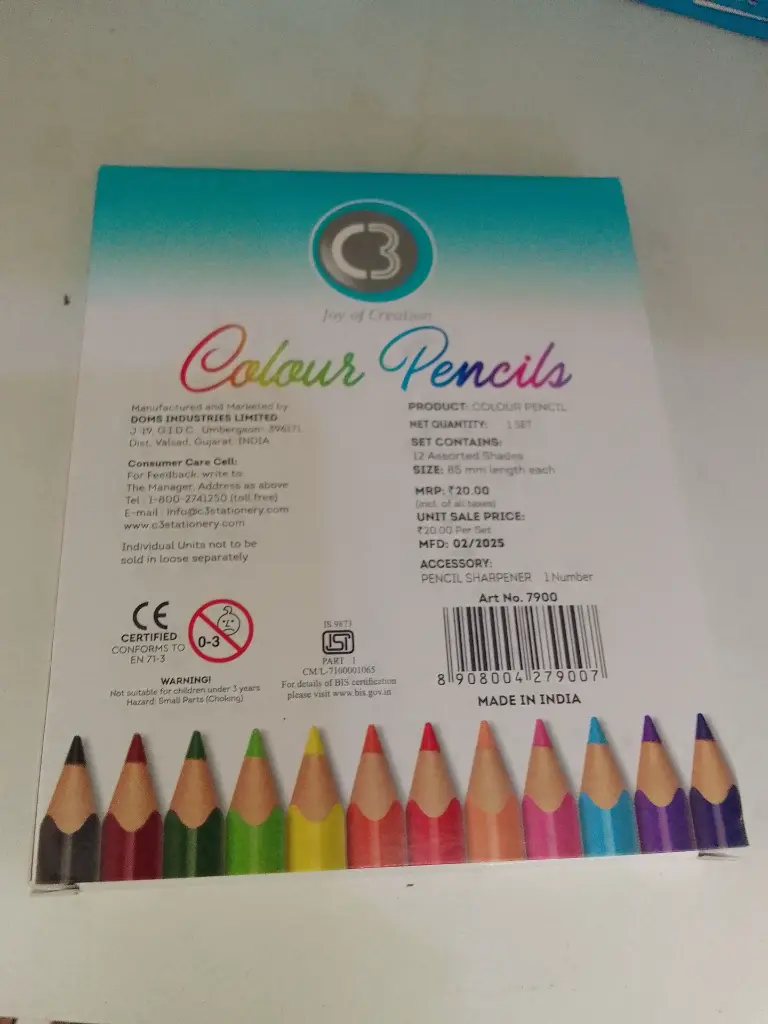 C3
Joy of Creation
Colour Pencils
Manufactured and Marketed by
DOMS INDUSTRIES LIMITED
J-19, G.I.D.C. Umbergaon- 396171
Dist. Valsad, Gujarat, INDIA
Consumer Care Cell:
For Feedback, write to
The Manager, Address as above
Tel : 1-800-2741250 (toll free)
E-mail : info@c3stationery.com
www.c3stationery.com
Individual Units not to be
sold in loose separately
PRODUCT: COLOUR PENCIL
NET QUANTITY: 1 SET
SET CONTAINS:
12 Assorted Shades
SIZE: 85 mm length each
MRP: ₹20.00
(incl. of all taxes)
UNIT SALE PRICE:
₹20.00 Per Set
MFD: 02/2025
ACCESSORY:
PENCIL SHARPENER 1 Number
Art No. 7900
8 908004 279007
MADE IN INDIA
CE
CERTIFIED
CONFORMS TO
EN 71-3
0-3
WARNING!
Not suitable for children under 3 years
Hazard: Small Parts (Choking)
IS 9873
PART 1
CM/L-7100001065
For details of BIS certification
please visit www.bis.gov.in